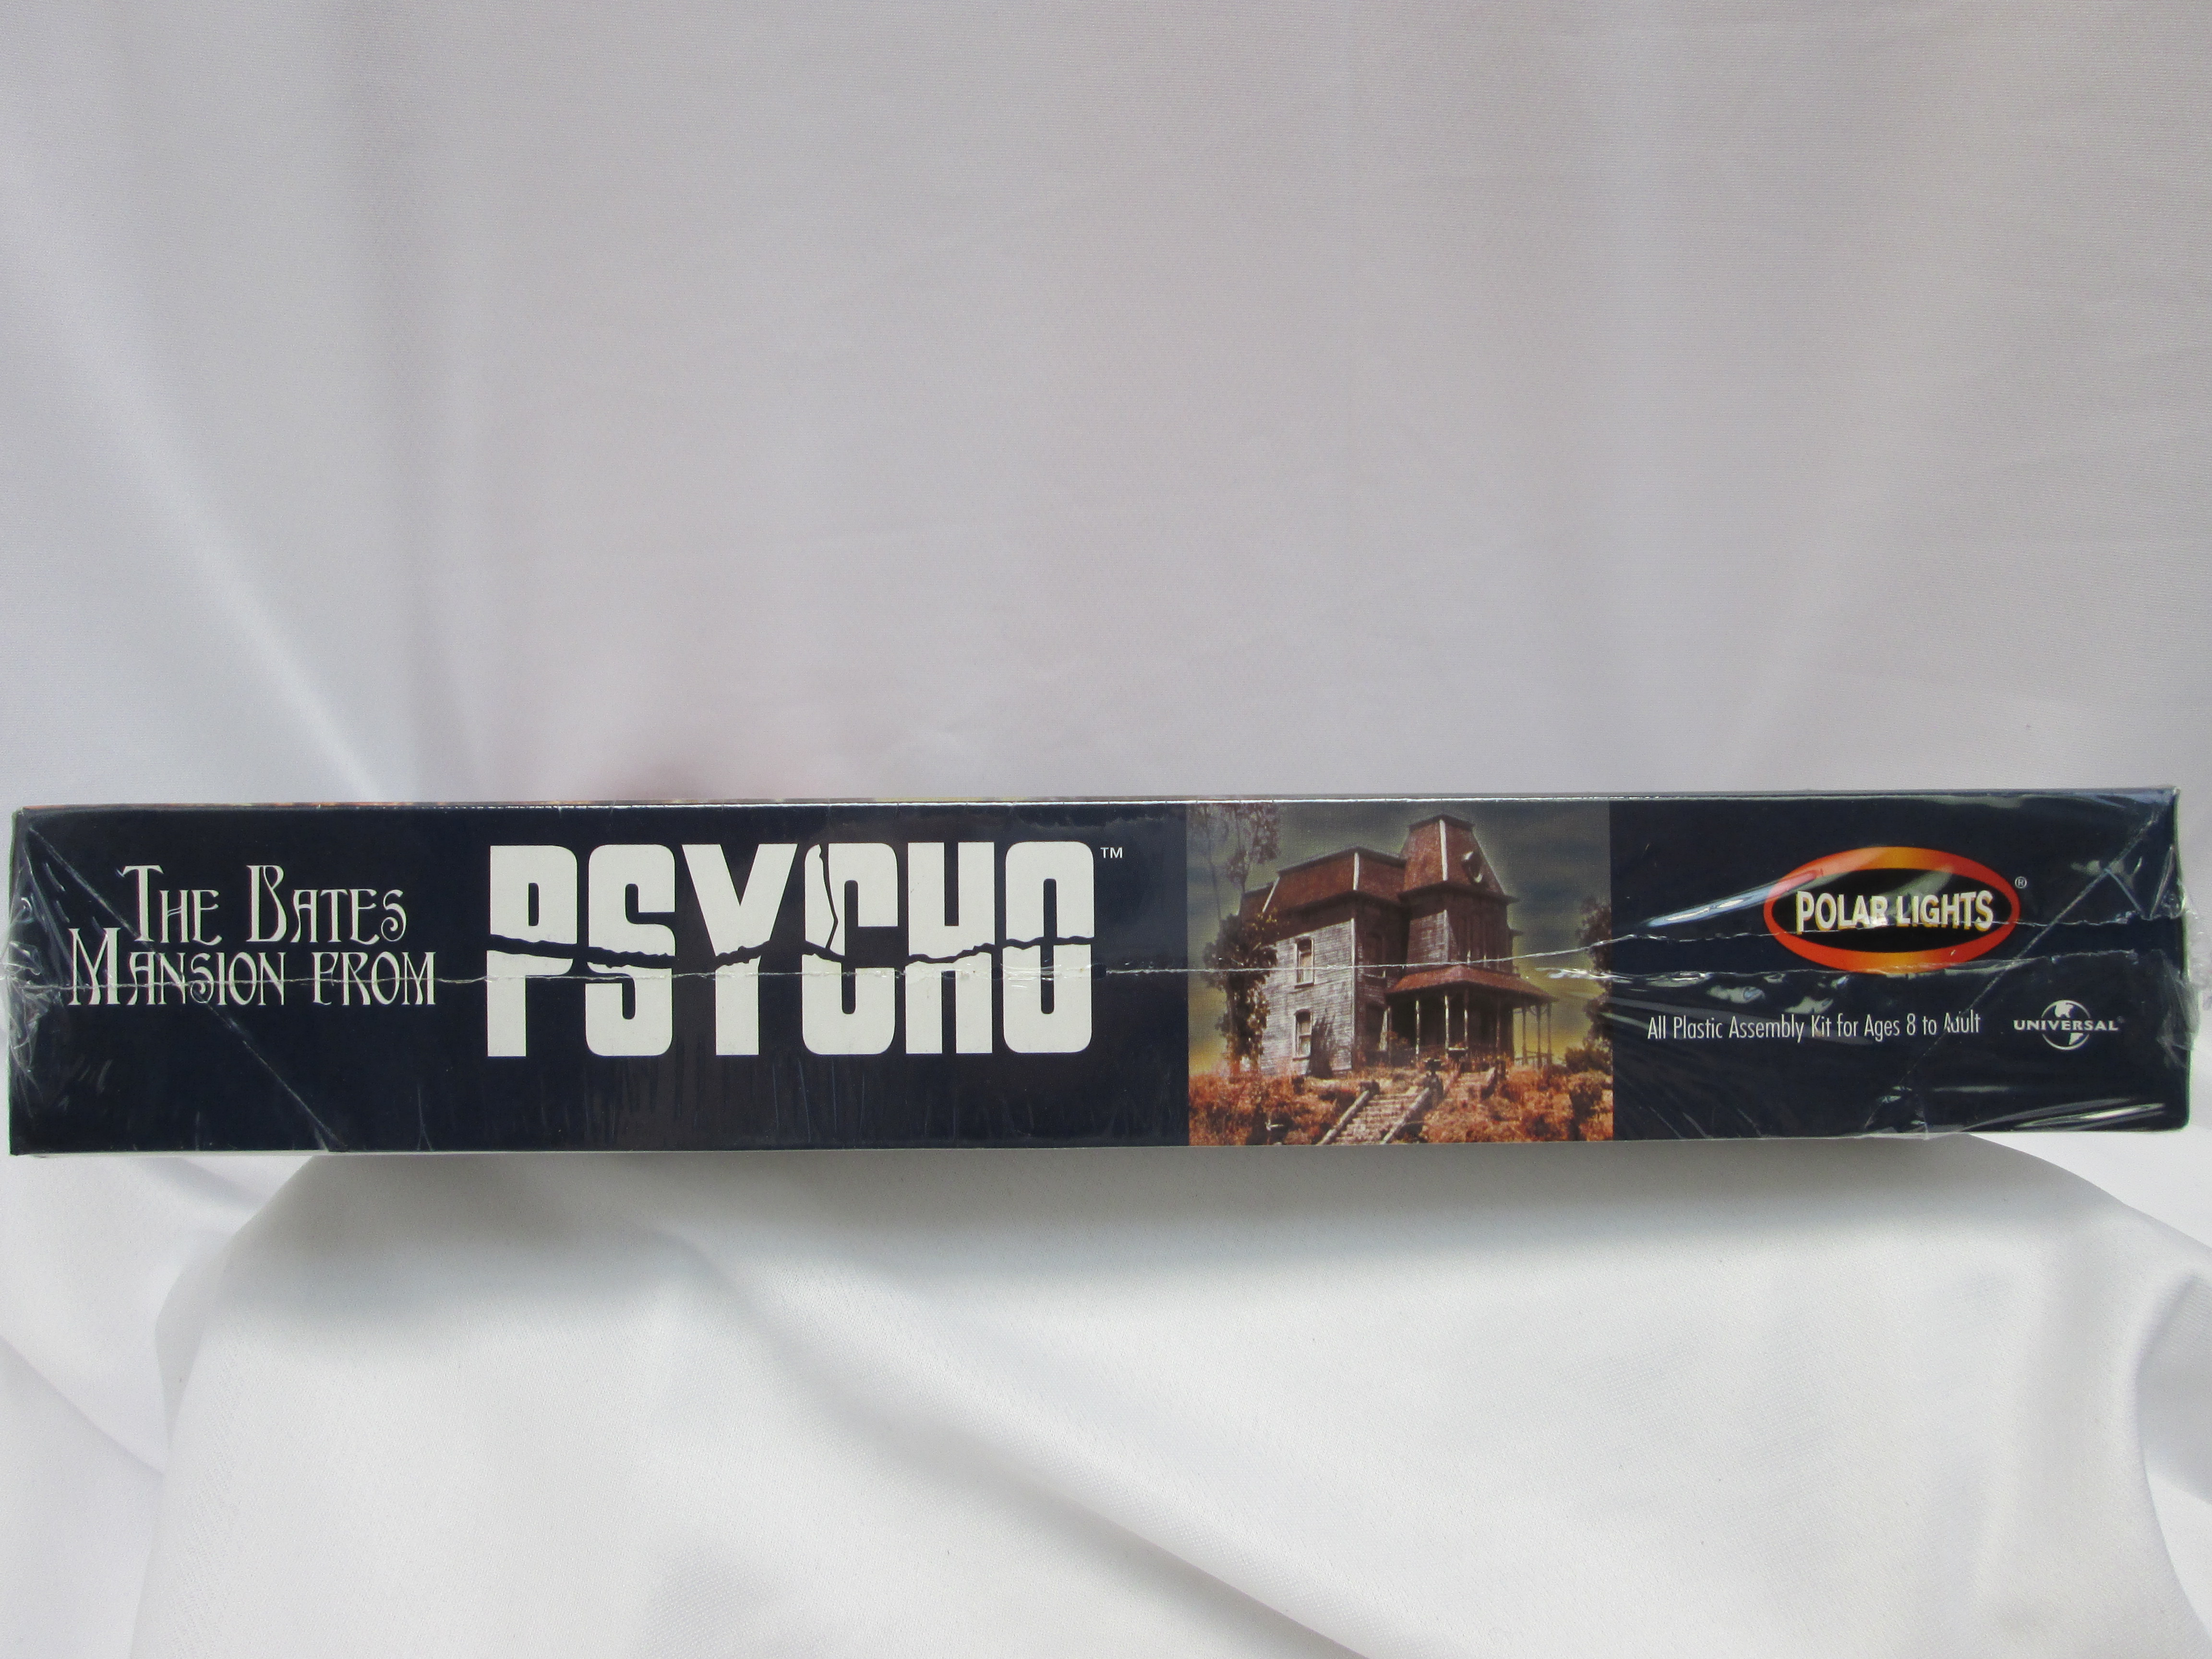 The Bates
Mansion from
PSYCHO™
POLAR LIGHTS®
All Plastic Assembly Kit for Ages 8 to Adult
UNIVERSAL